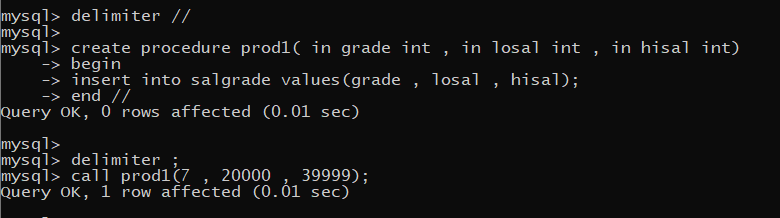 mysql> delimiter //
mysql>
mysql> create procedure prod1( in grade int , in losal int , in hisal int)
    -> begin
    -> insert into salgrade values(grade , losal , hisal);
    -> end //
Query OK, 0 rows affected (0.01 sec)

mysql>
mysql> delimiter ;
mysql> call prod1(7 , 20000 , 39999);
Query OK, 1 row affected (0.01 sec)